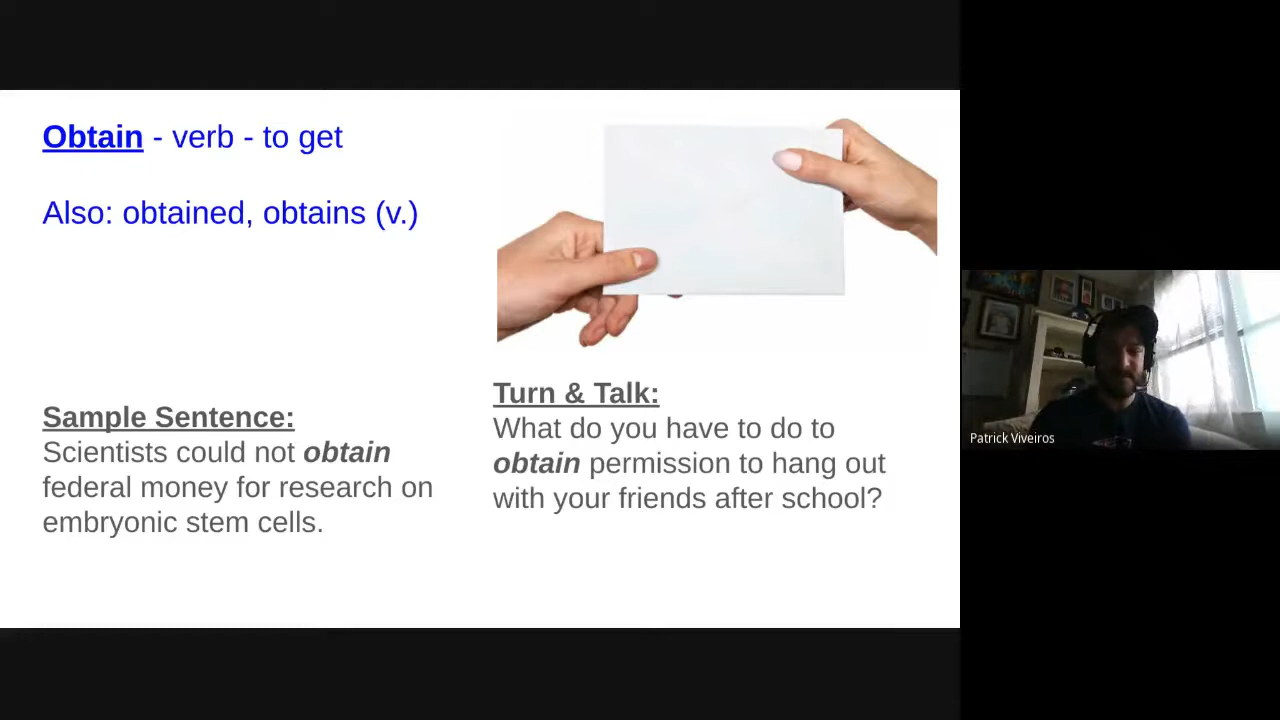 Obtain - verb - to get
Also: obtained, obtains (v.)
Sample Sentence:
Scientists could not obtain
federal money for research on
embryonic stem cells.
Turn & Talk:
What do you have to do to
obtain permission to hang out
with your friends after school?
Patrick Viveiros